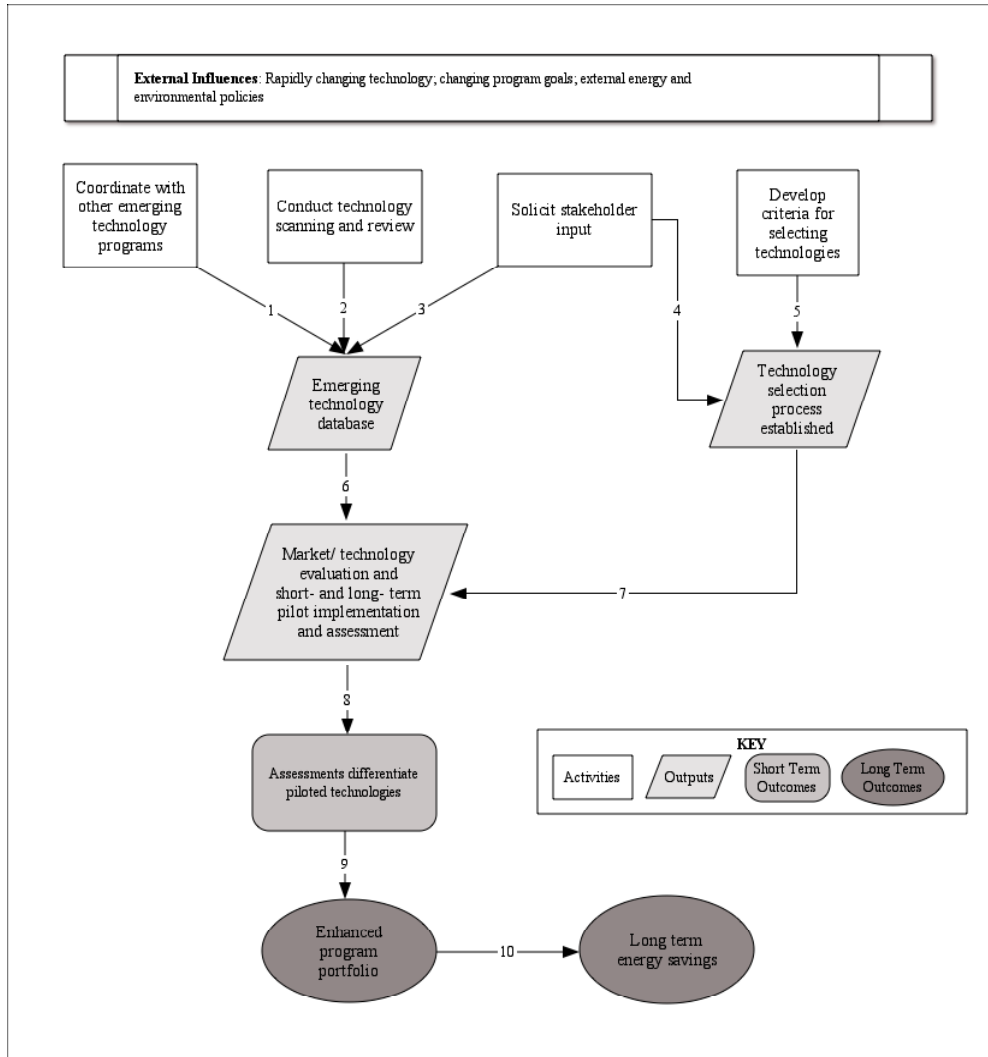 External Influences: Rapidly changing technology; changing program goals; external energy and
environmental policies
Coordinate with
other emerging
technology
programs
Conduct technology
scanning and review
Solicit stakeholder
input
Develop
criteria for
selecting
technologies
1
2
3
4
5
Emerging
technology
database
Technology
selection
process
established
6
Market/ technology
evaluation and
short- and long- term
pilot implementation
and assessment
7
8
Assessments differentiate
piloted technologies
KEY
Activities
Outputs
Short Term
Outcomes
Long Term
Outcomes
9
Enhanced
program
portfolio
10
Long term
energy savings